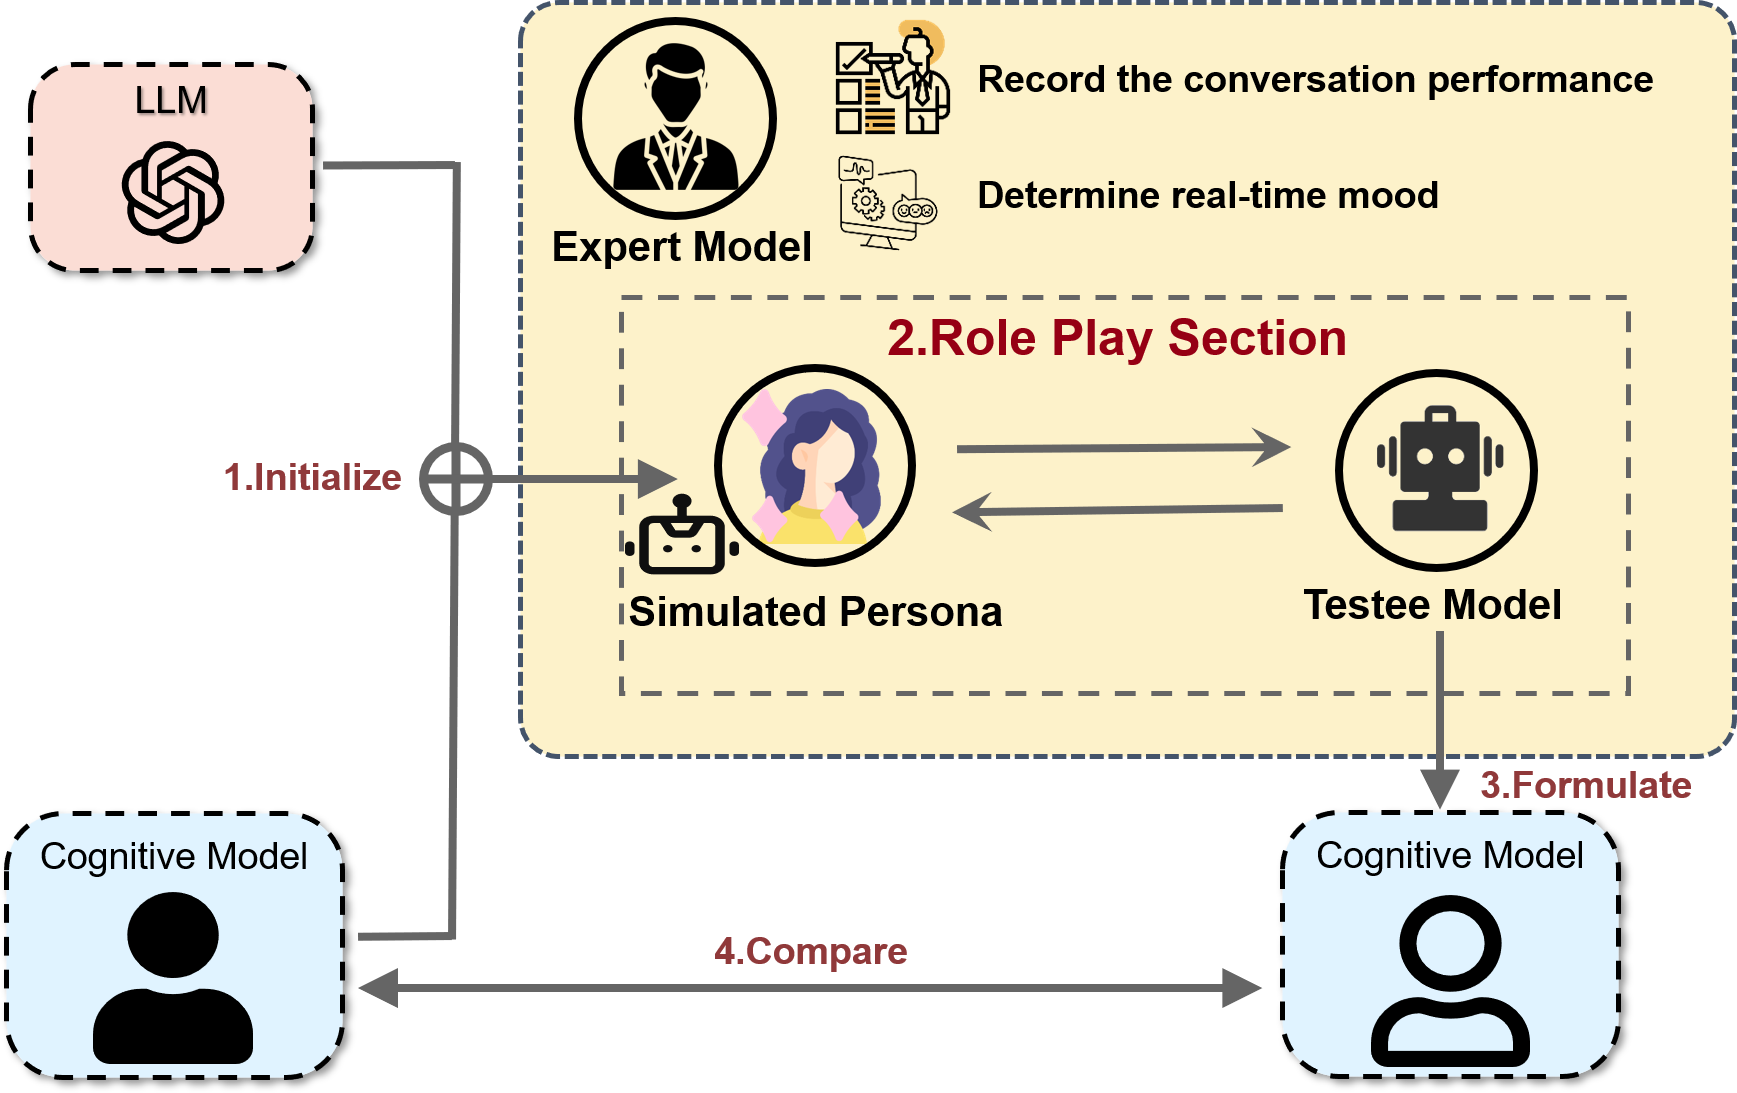 LLM
Record the conversation performance
Determine real-time mood
Expert Model
2.Role Play Section
1.Initialize
Simulated Persona
Testee Model
3.Formulate
Cognitive Model
Cognitive Model
4.Compare